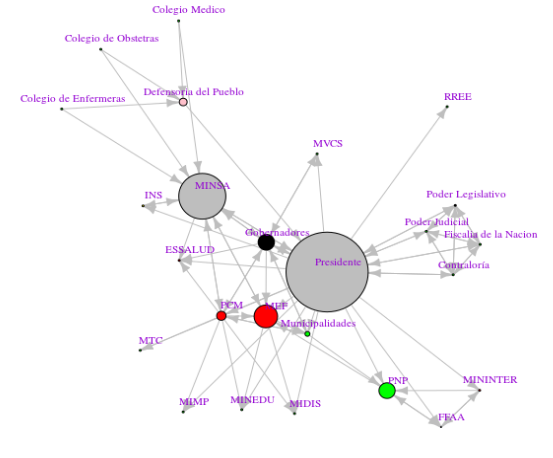 Colegio Medico
Colegio de Obstetras
Defensoria del Pueblo
Colegio de Enfermeras
RREE
MVCS
MINSA
INS
Poder Legislativo
Poder Judicial
Gobernadores
Fiscalia de la Nacion
ESSALUD
Presidente
Contraloría
PCM
MEF
Municipalidades
MTC
PNP
MININTER
MIMP
MINEDU
MIDIS
FFAA